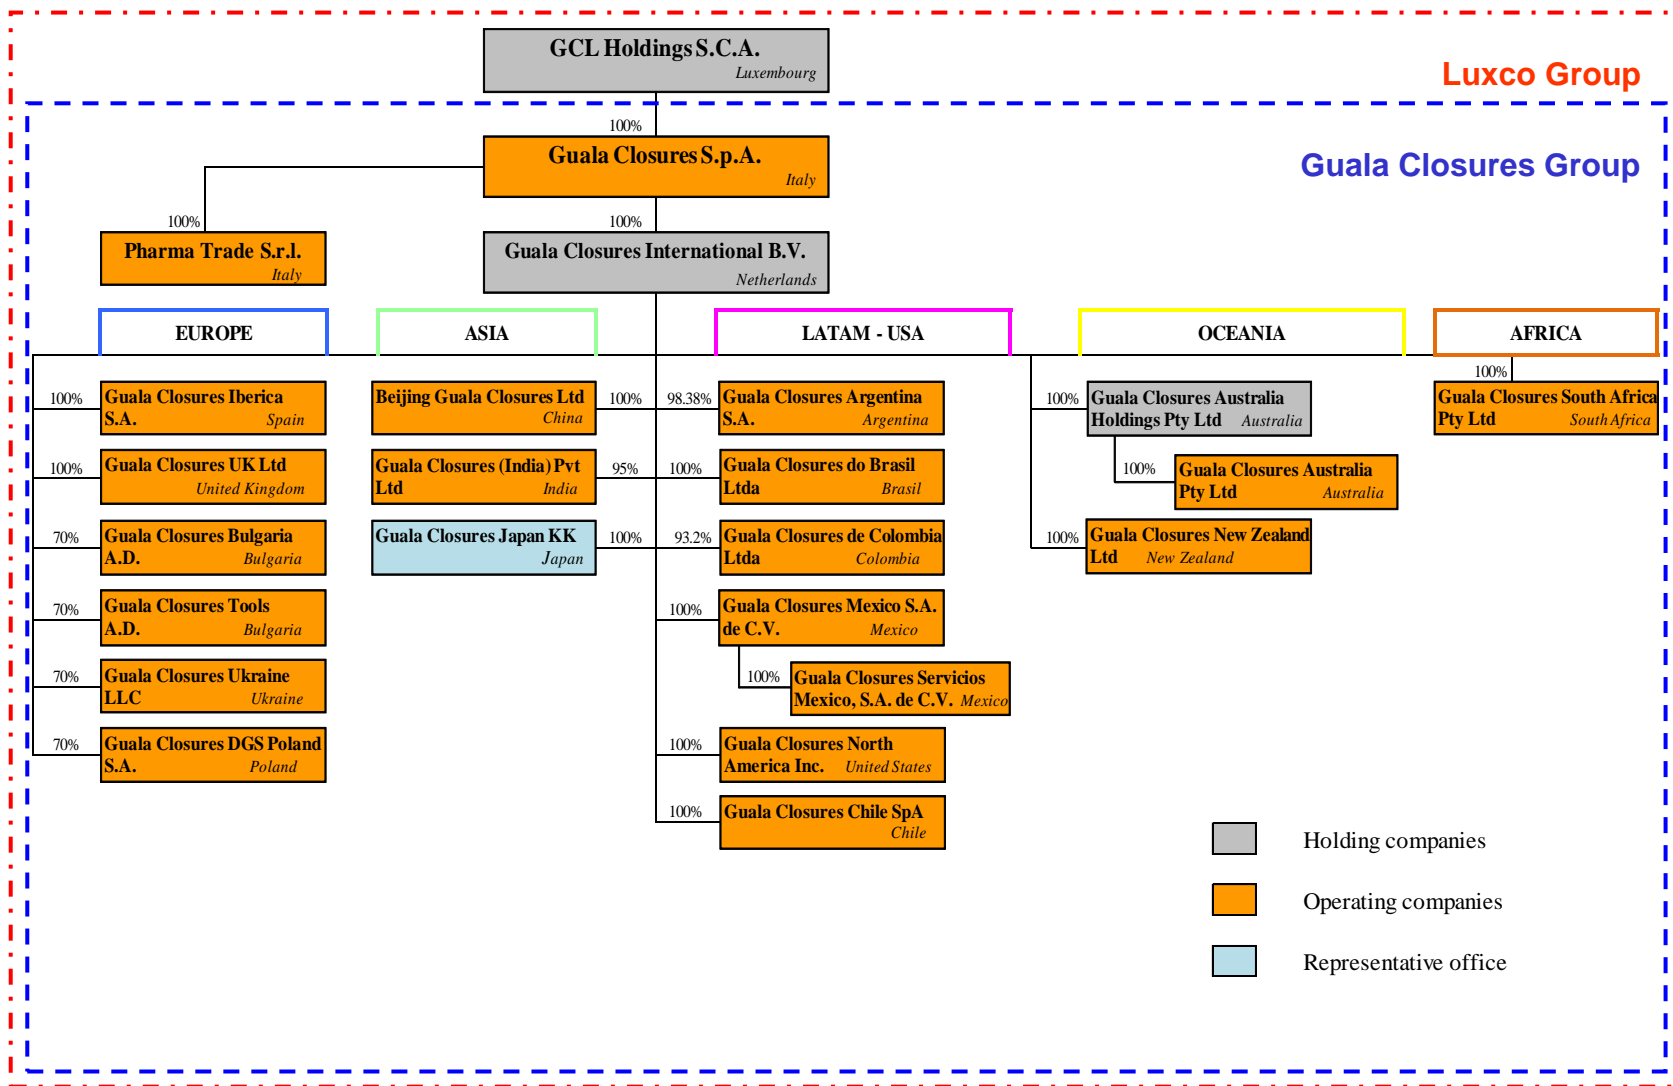 GCL Holdings S.C.A.
Luxembourg
Luxco Group
100%
Guala Closures S.p.A.
Italy
Guala Closures Group
100%
100%
Pharma Trade S.r.l.
Italy
Guala Closures International B.V.
Netherlands
EUROPE
ASIA
LATAM - USA
OCEANIA
AFRICA
100%
Guala Closures Iberica
S.A. Spain
100%
Guala Closures UK Ltd
United Kingdom
70%
Guala Closures Bulgaria
A.D. Bulgaria
70%
Guala Closures Tools
A.D. Bulgaria
70%
Guala Closures Ukraine
LLC Ukraine
70%
Guala Closures DGS Poland
S.A. Poland
Beijing Guala Closures Ltd
China
100%
Guala Closures (India) Pvt
Ltd India
95%
Guala Closures Japan KK
Japan
100%
98.38%
Guala Closures Argentina
S.A. Argentina
100%
Guala Closures do Brasil
Ltda Brasil
93.2%
Guala Closures de Colombia
Ltda Colombia
100%
Guala Closures Mexico S.A.
de C.V. Mexico
100%
Guala Closures Servicios
Mexico, S.A. de C.V. Mexico
100%
Guala Closures North
America Inc. United States
100%
Guala Closures Chile SpA
Chile
100%
Guala Closures Australia
Holdings Pty Ltd Australia
100%
Guala Closures Australia
Pty Ltd Australia
100%
Guala Closures New Zealand
Ltd New Zealand
100%
Guala Closures South Africa
Pty Ltd South Africa
Holding companies
Operating companies
Representative office